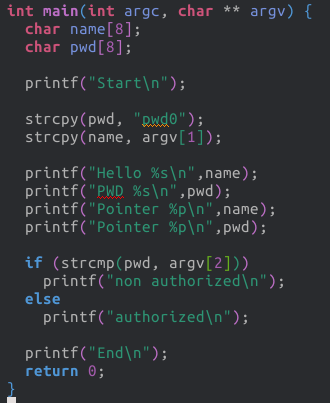 int main(int argc, char ** argv) {
  char name[8];
  char pwd[8];

  printf("Start\n");

  strcpy(pwd, "pwd0");
  strcpy(name, argv[1]);

  printf("Hello %s\n",name);
  printf("PWD %s\n",pwd);
  printf("Pointer %p\n",name);
  printf("Pointer %p\n",pwd);

  if (strcmp(pwd, argv[2]))
    printf("non authorized\n");
  else
    printf("authorized\n");

  printf("End\n");
  return 0;
}